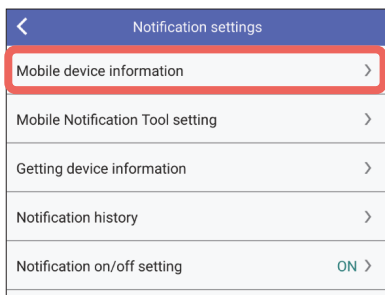 Notification settings
Mobile device information
Mobile Notification Tool setting
Getting device information
Notification history
Notification on/off setting ON